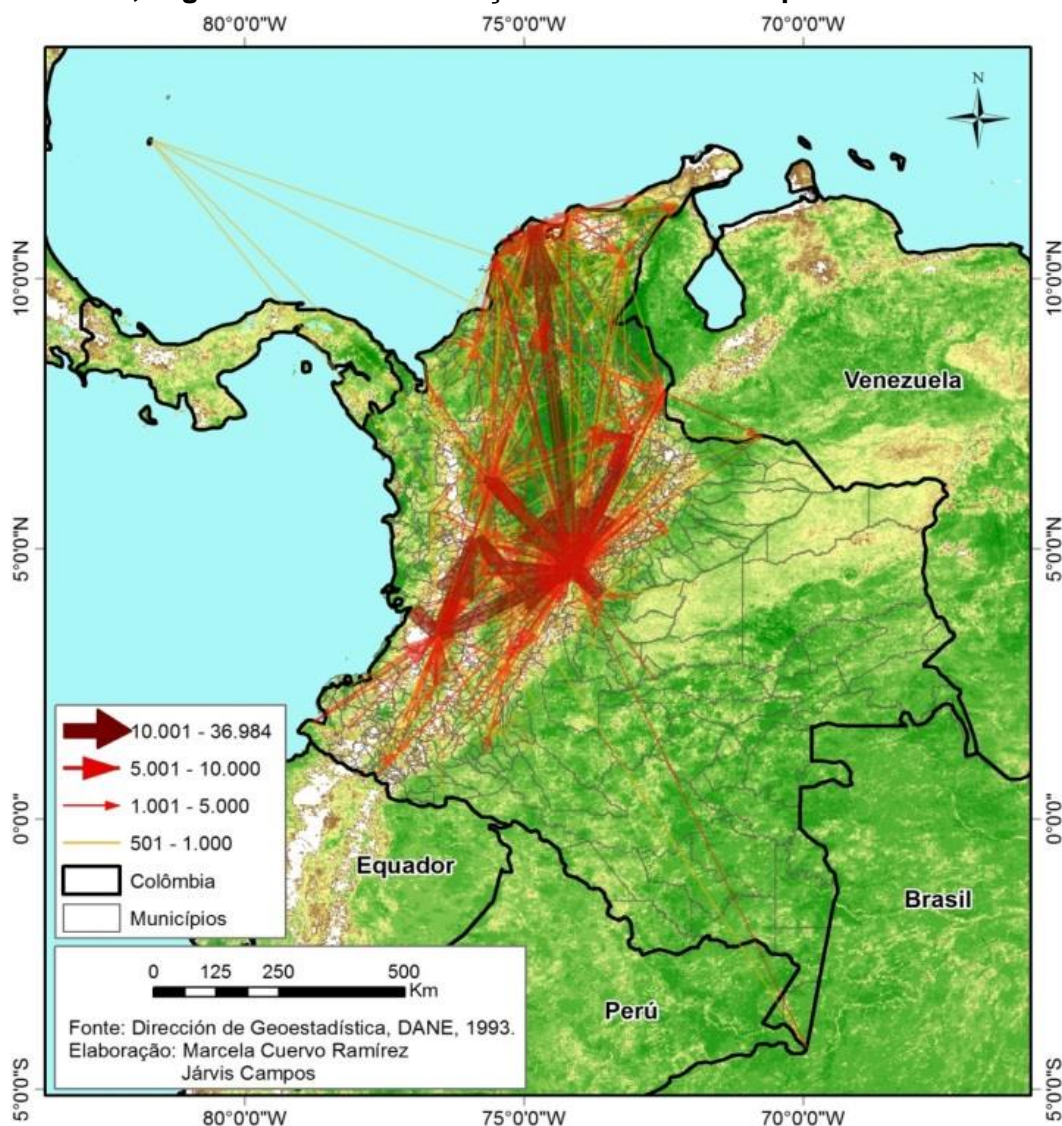 80°0'0"W 75°0'0"W 70°0'0"W
N
10°0'0"N 10°0'0"N
Venezuela
5°0'0"N 5°0'0"N
10.001 - 36.984
5.001 - 10.000
1.001 - 5.000
501 - 1.000
Colômbia
Municípios
0°0'0" 0°0'0"
Equador
Brasil
Perú
0 125 250 500
Km
Fonte: Dirección de Geoestadística, DANE, 1993.
Elaboração: Marcela Cuervo Ramírez
Járvis Campos
5°0'0"S 5°0'0"S
80°0'0"W 75°0'0"W 70°0'0"W